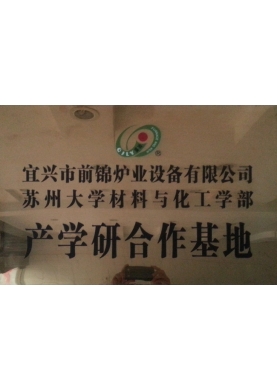 宜兴市前锦炉业设备有限公司
苏州大学材料与化工学部
产学研合作基地